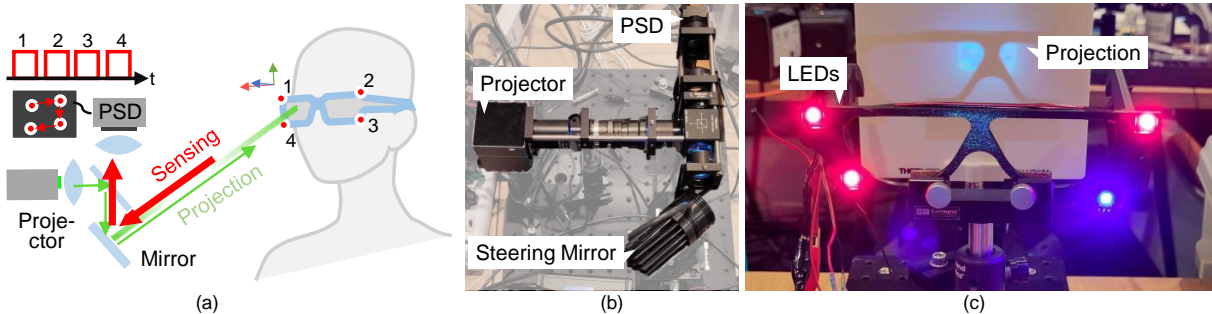 1 2 3 4
t
PSD
Sensing
Projection
Proje-
ctor
Mirror
1
2
3
4
(a)
PSD
Projector
Steering Mirror
(b)
Projection
LEDs
(c)